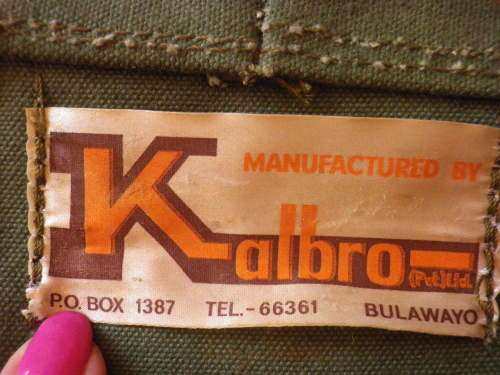 MANUFACTURED BY
Kalbro (Pvt) Ltd.
P.O. BOX 1387 TEL.-66361 BULAWAYO